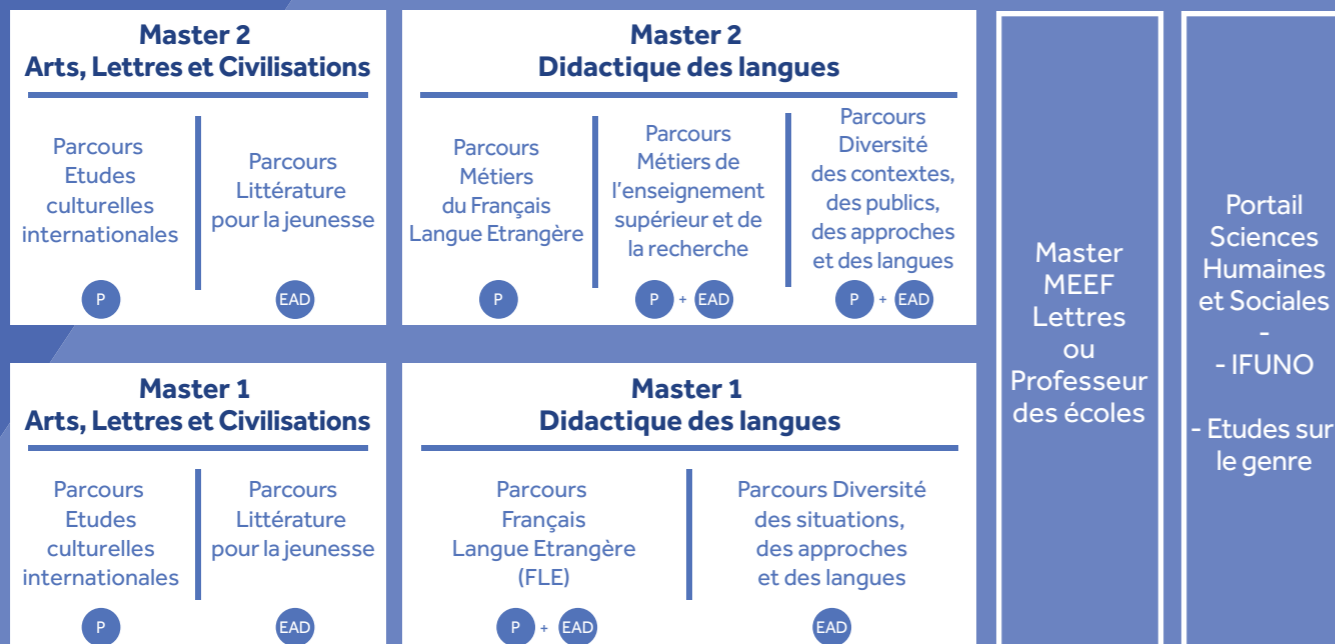 Master 2
Arts, Lettres et Civilisations
Parcours
Etudes
culturelles
internationales
P
Parcours
Littérature
pour la jeunesse
EAD
Master 2
Didactique des langues
Parcours
Métiers
du Français
Langue Etrangère
P
Parcours
Métiers de
l'enseignement
supérieur et de
la recherche
P + EAD
Parcours
Diversité
des contextes,
des publics,
des approches
et des langues
P + EAD
Master 1
Arts, Lettres et Civilisations
Parcours
Etudes
culturelles
internationales
P
Parcours
Littérature
pour la jeunesse
EAD
Master 1
Didactique des langues
Parcours
Français
Langue Etrangère
(FLE)
P + EAD
Parcours Diversité
des situations,
des approches
et des langues
EAD
Master
MEEF
Lettres
ou
Professeur
des écoles
Portail
Sciences
Humaines
et Sociales
-
- IFUNO
- Etudes sur
le genre